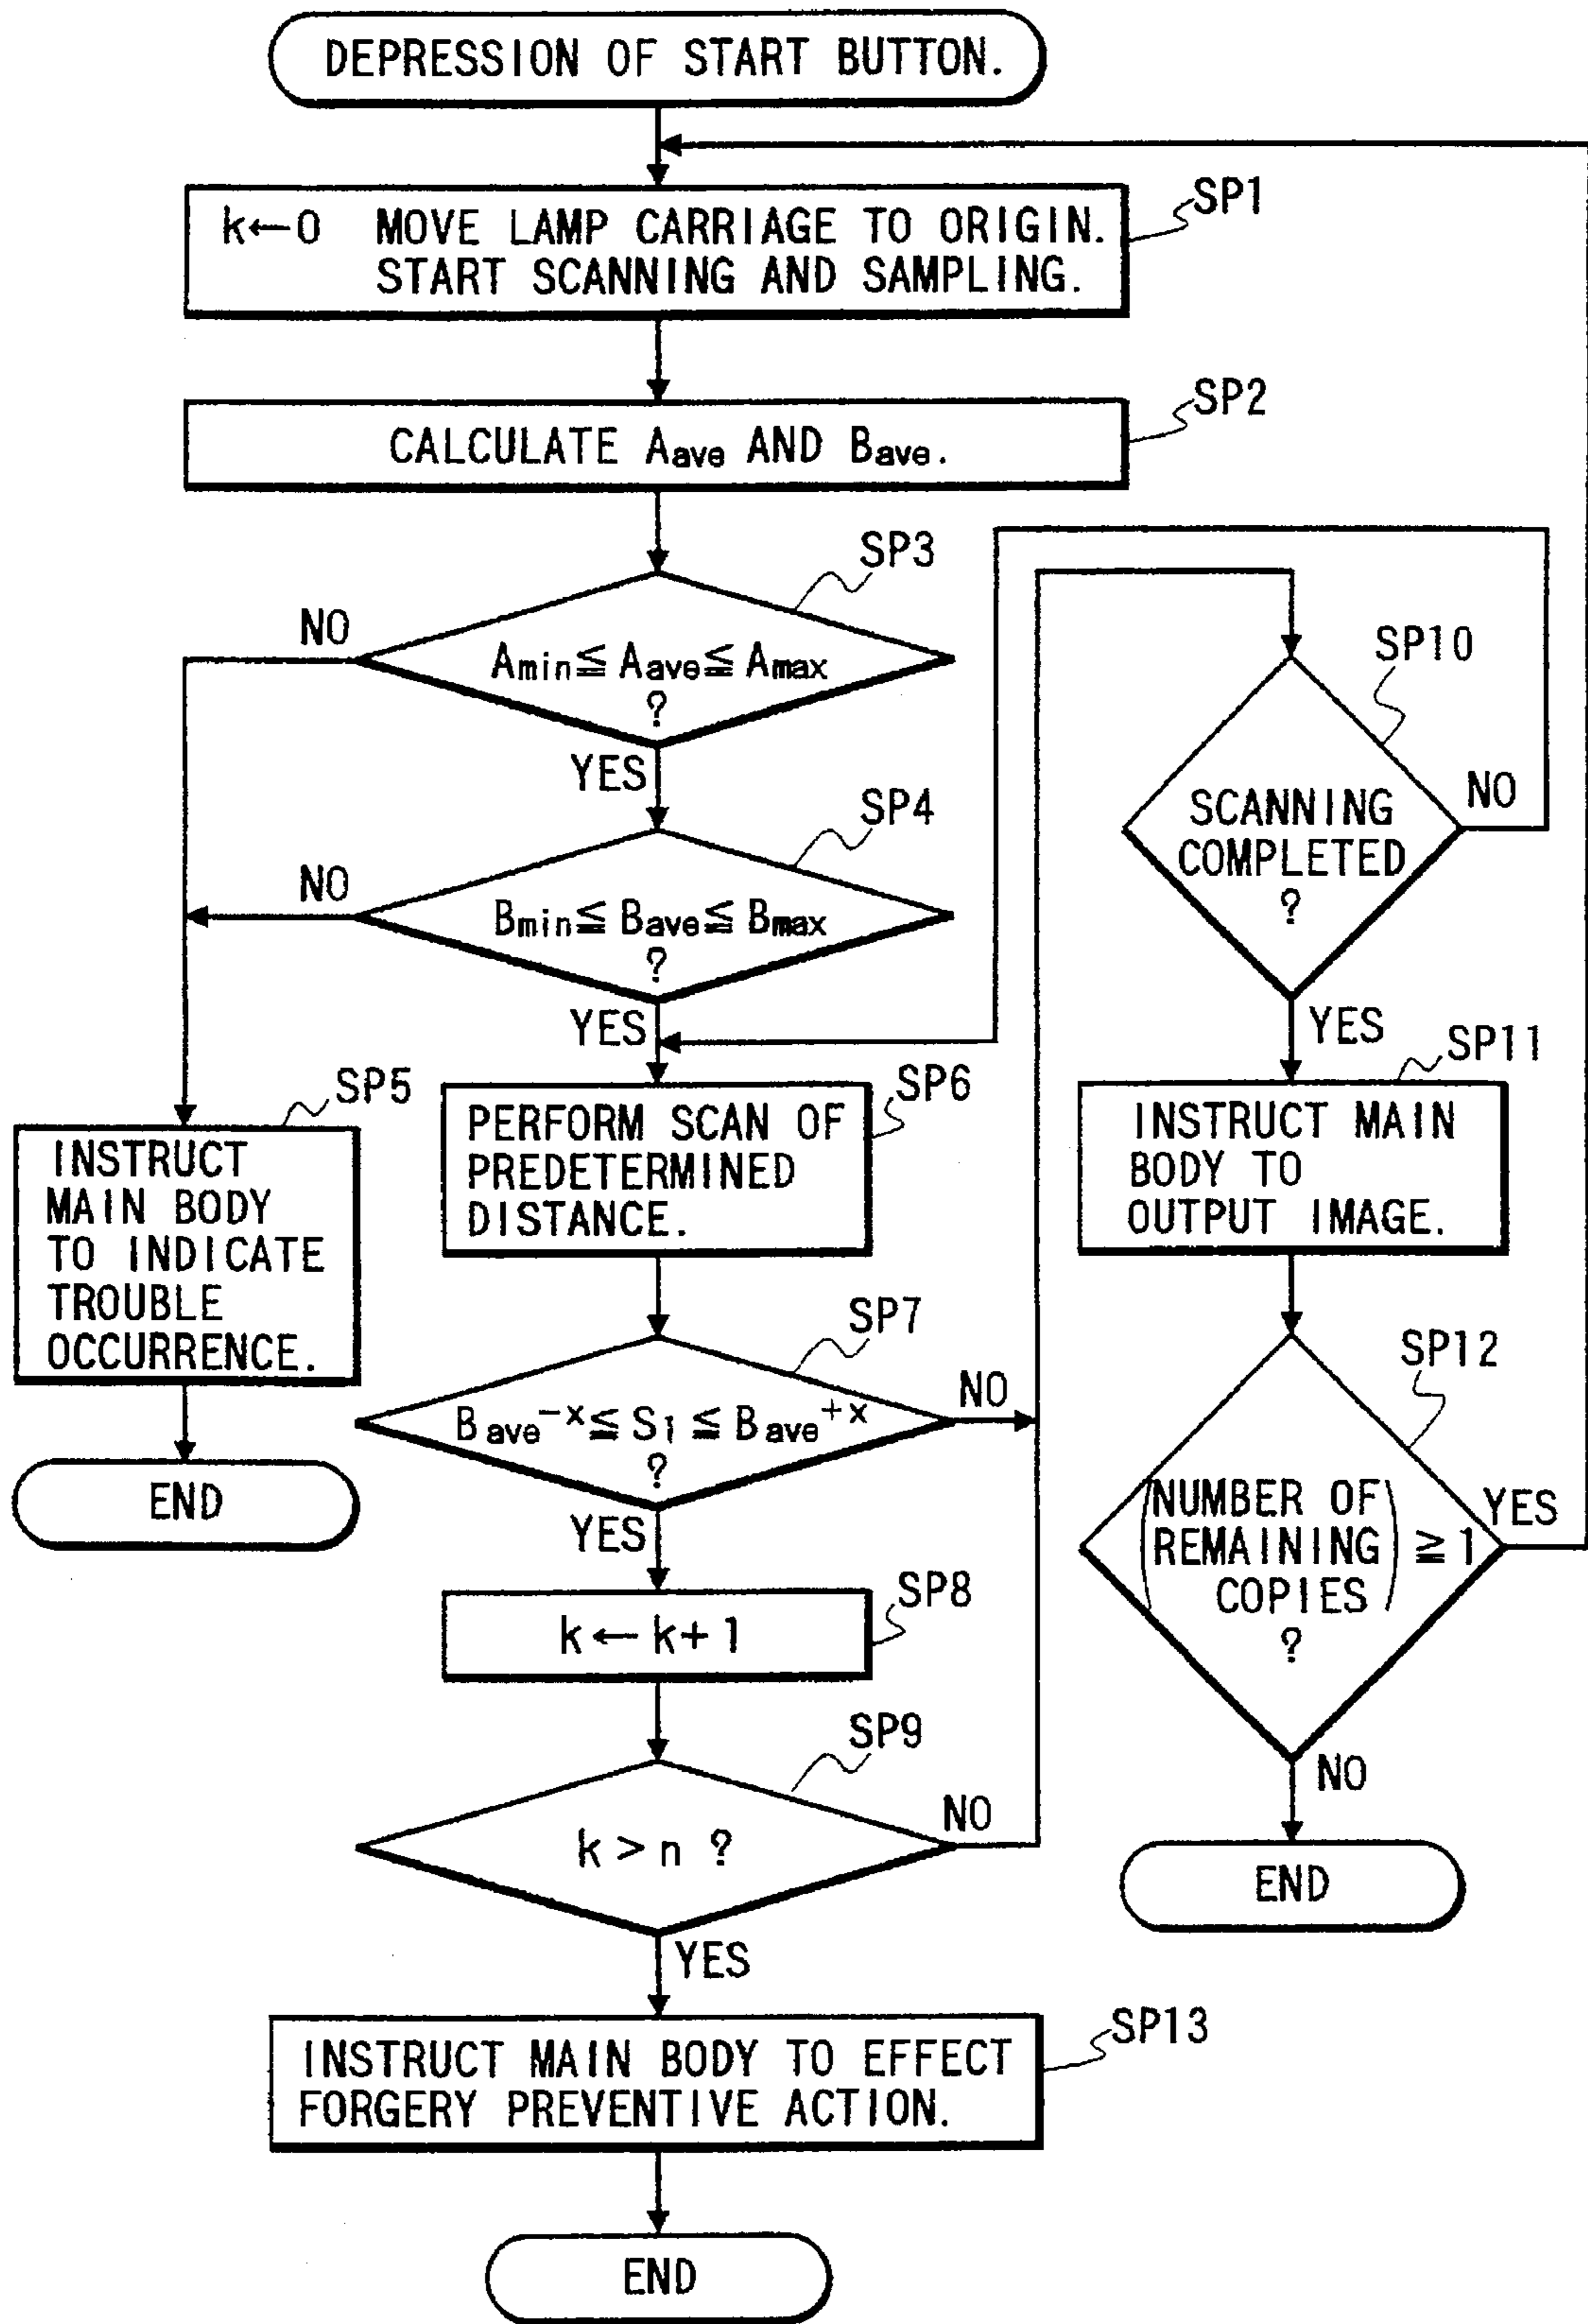 DEPRESSION OF START BUTTON.
SP1
k←0 MOVE LAMP CARRIAGE TO ORIGIN.
START SCANNING AND SAMPLING.
SP2
CALCULATE Aave AND Bave.
SP3
NO
Amin≦ Aave≦ Amax
?
YES
SP4
NO
Bmin≦ Bave≦ Bmax
?
YES
SP5
INSTRUCT
MAIN BODY
TO INDICATE
TROUBLE
OCCURRENCE.
END
SP6
PERFORM SCAN OF
PREDETERMINED
DISTANCE.
SP7
NO
Bave^-x ≦ S1 ≦ Bave^+x
?
YES
SP8
k←k+1
SP9
NO
k>n ?
YES
SP13
INSTRUCT MAIN BODY TO EFFECT
FORGERY PREVENTIVE ACTION.
END
SP10
NO
SCANNING
COMPLETED
?
YES
SP11
INSTRUCT MAIN
BODY TO
OUTPUT IMAGE.
SP12
YES
(NUMBER OF
REMAINING
COPIES) ≧ 1
?
NO
END